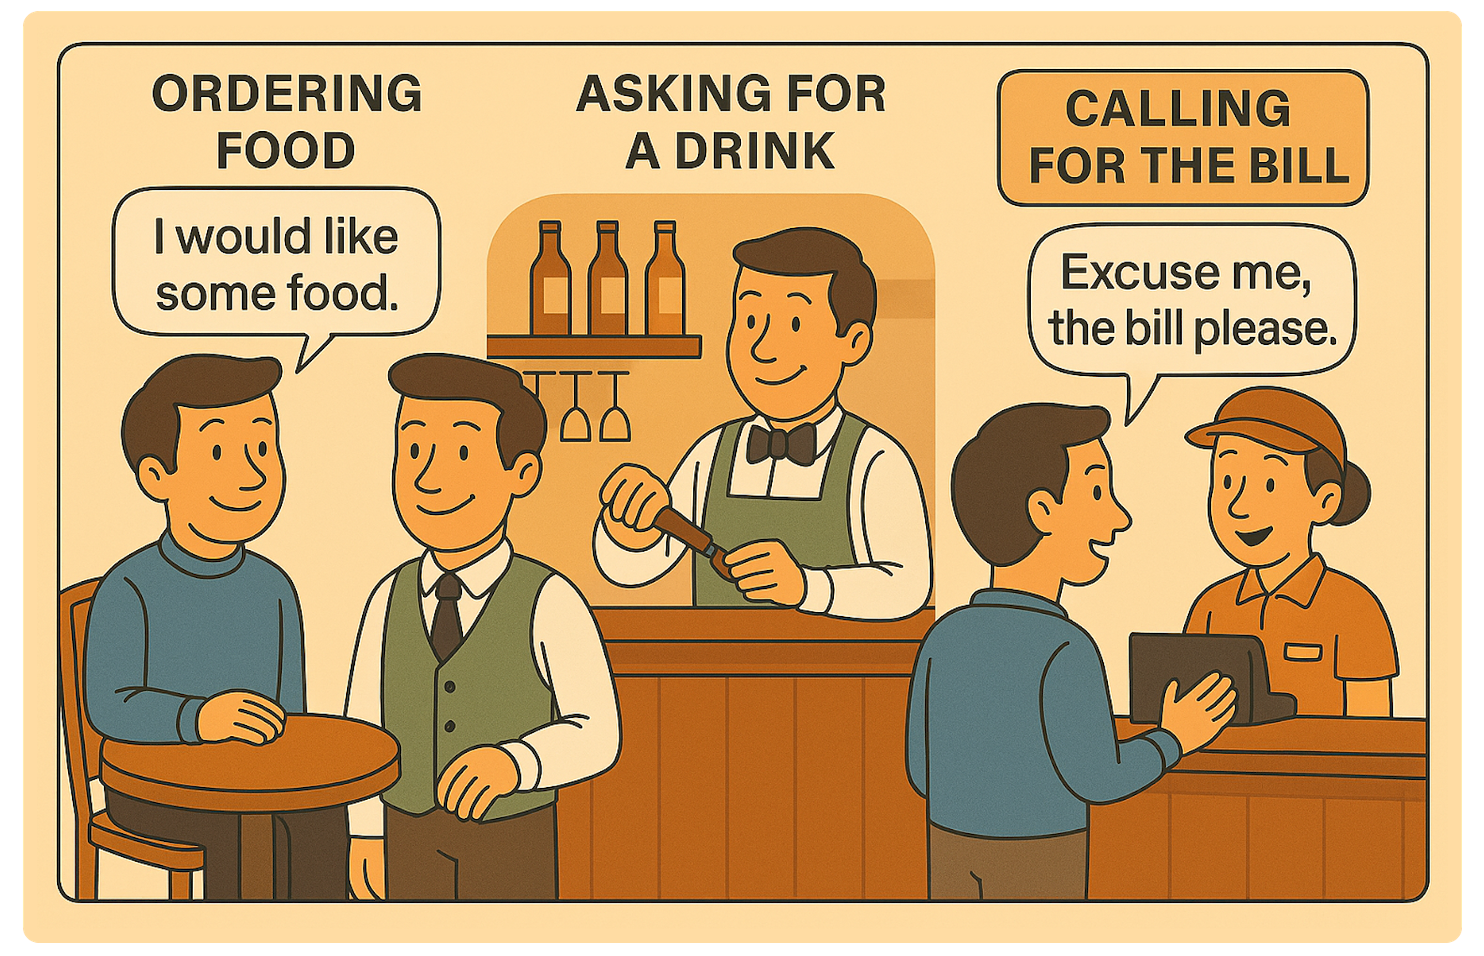 ORDERING
FOOD
I would like
some food.
ASKING FOR
A DRINK
CALLING
FOR THE BILL
Excuse me,
the bill please.